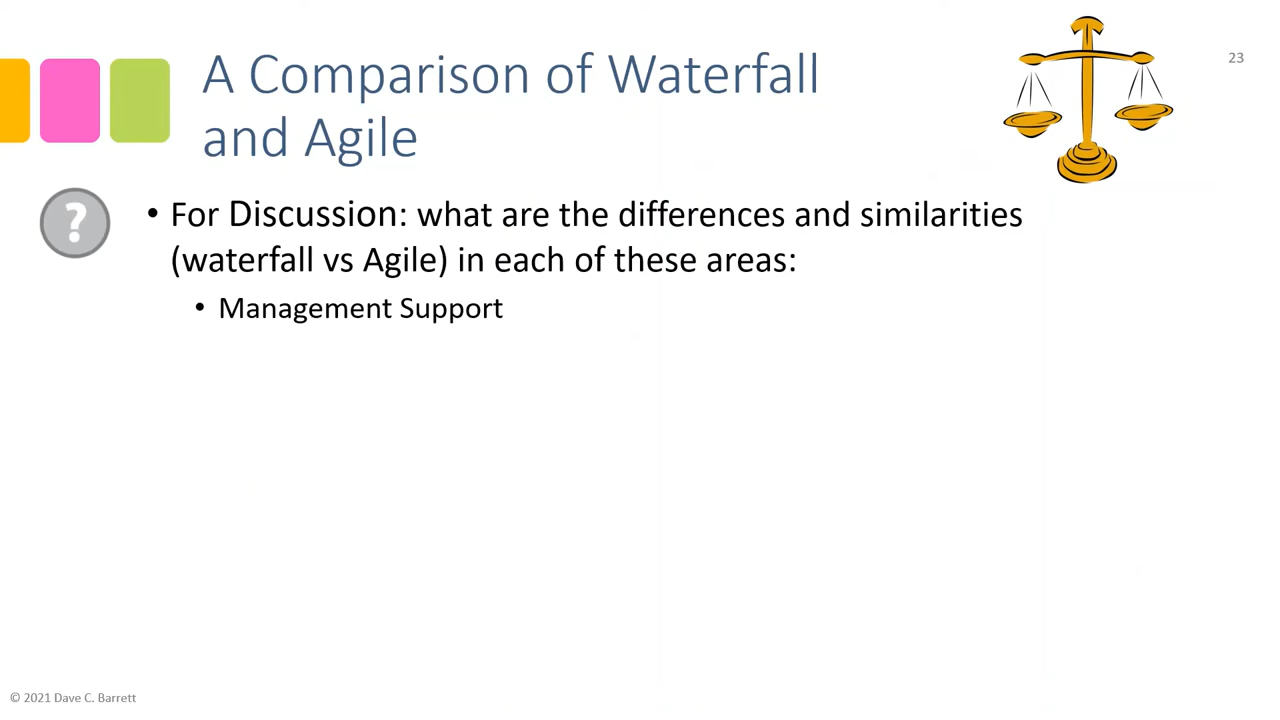 A Comparison of Waterfall
and Agile
23
?
• For Discussion: what are the differences and similarities
(waterfall vs Agile) in each of these areas:
• Management Support
© 2021 Dave C. Barrett